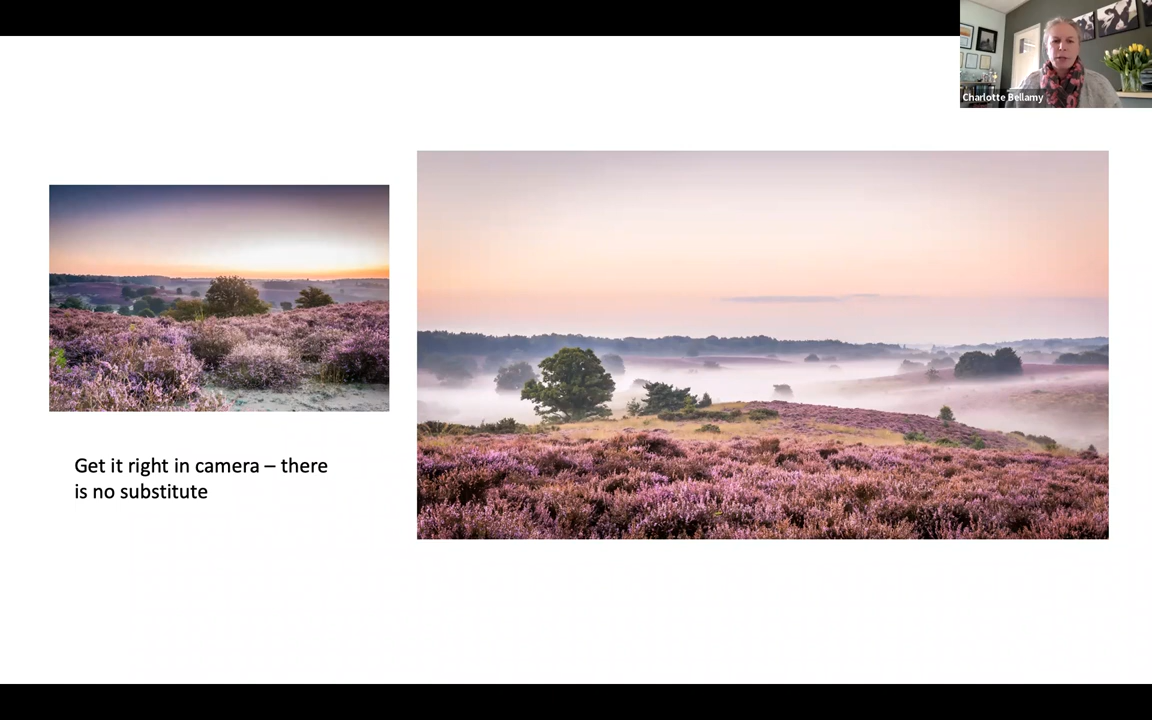 Charlotte Bellamy
Get it right in camera – there
is no substitute